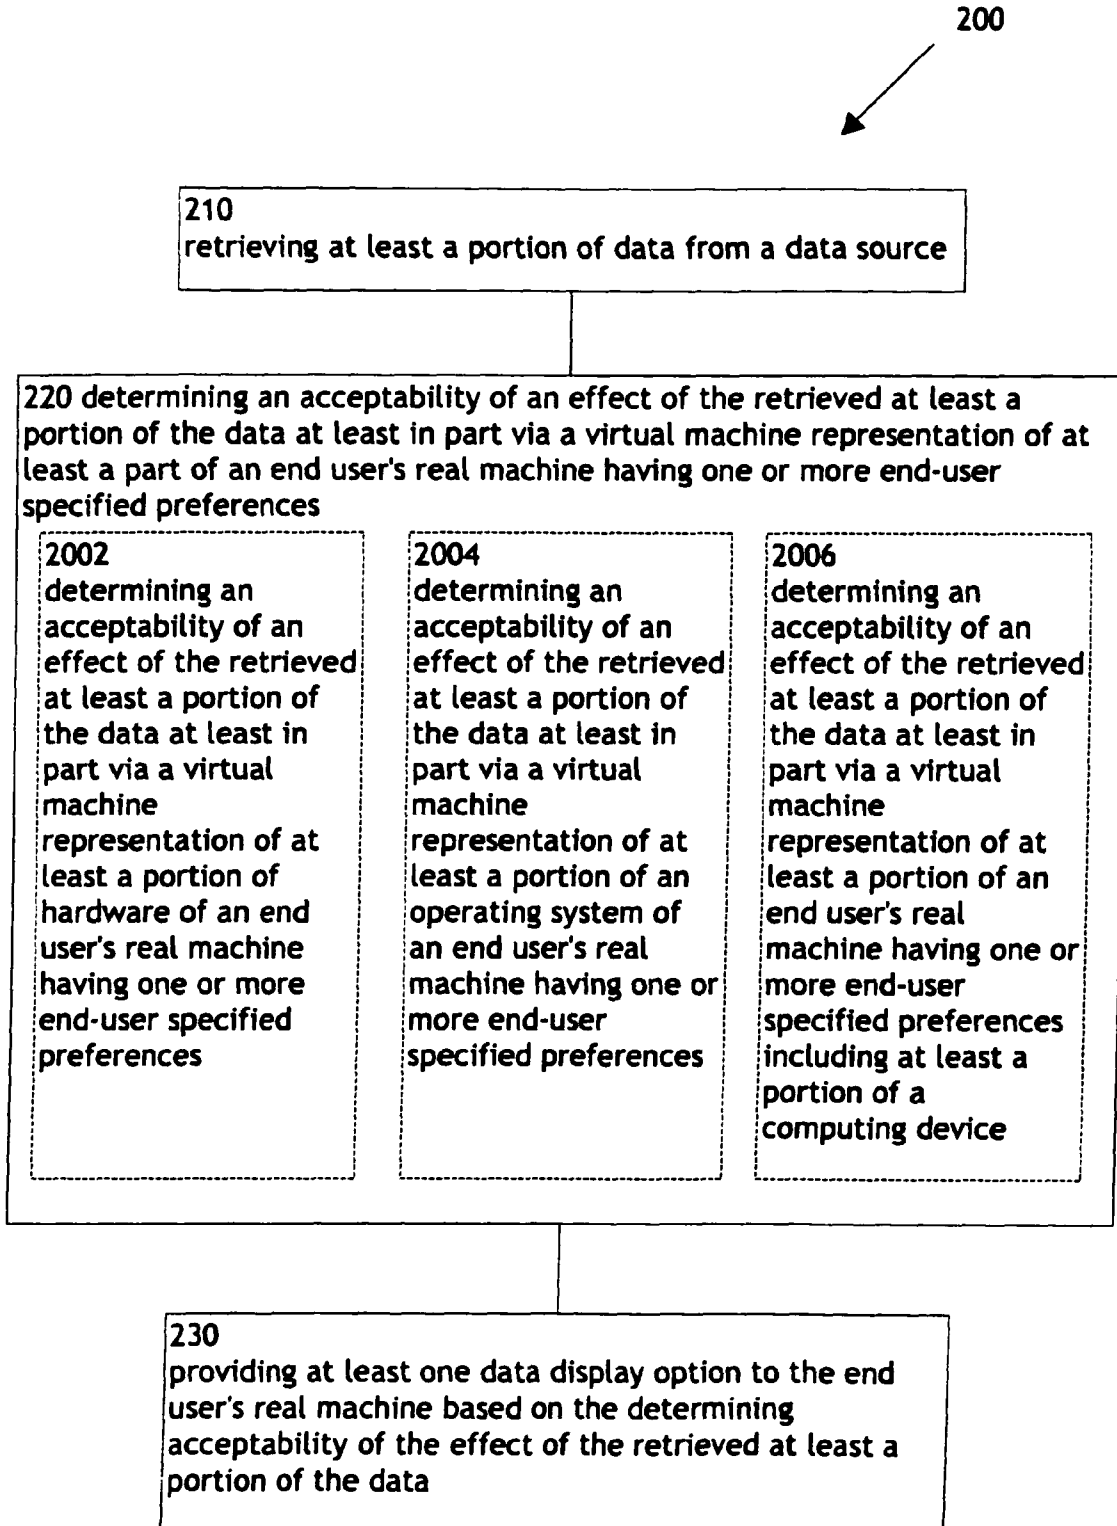 200
210
retrieving at least a portion of data from a data source
220 determining an acceptability of an effect of the retrieved at least a
portion of the data at least in part via a virtual machine representation of at
least a part of an end user's real machine having one or more end-user
specified preferences
2002
determining an
acceptability of an
effect of the retrieved
at least a portion of
the data at least in
part via a virtual
machine
representation of at
least a portion of
hardware of an end
user's real machine
having one or more
end-user specified
preferences
2004
determining an
acceptability of an
effect of the retrieved
at least a portion of
the data at least in
part via a virtual
machine
representation of at
least a portion of an
operating system of
an end user's real
machine having one or
more end-user
specified preferences
2006
determining an
acceptability of an
effect of the retrieved
at least a portion of
the data at least in
part via a virtual
machine
representation of at
least a portion of an
end user's real
machine having one or
more end-user
specified preferences
including at least a
portion of a
computing device
230
providing at least one data display option to the end
user's real machine based on the determining
acceptability of the effect of the retrieved at least a
portion of the data